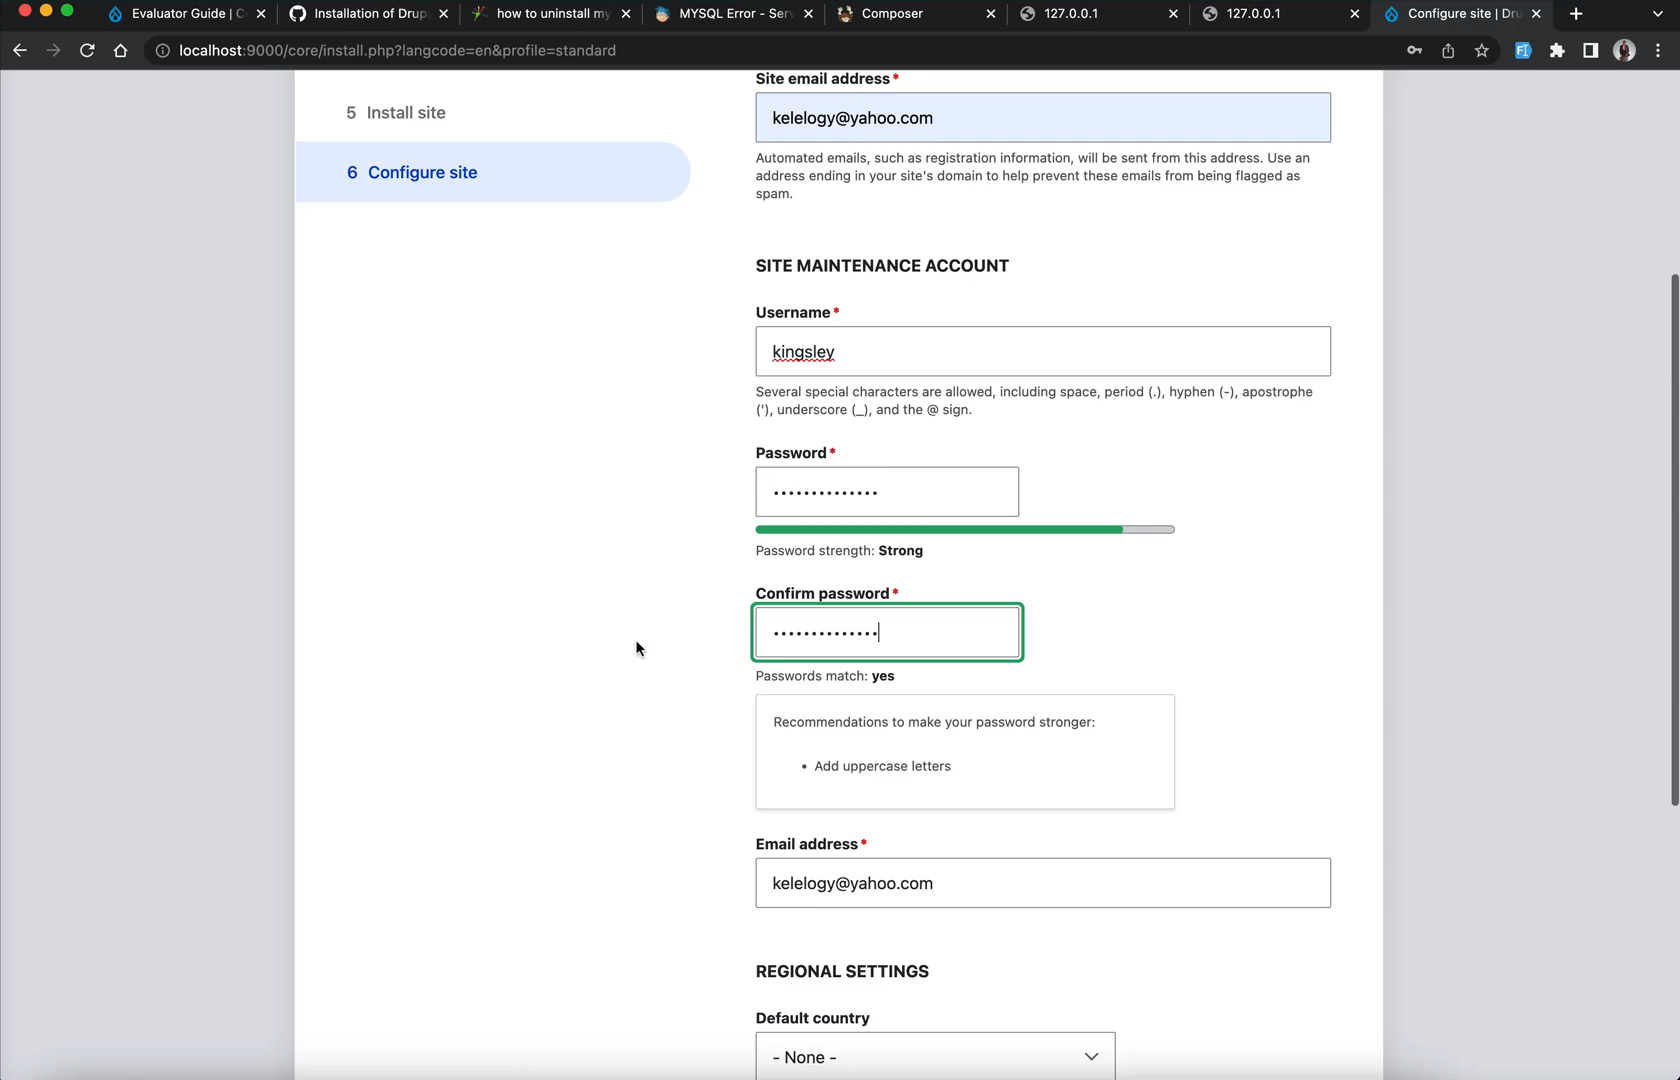 Evaluator Guide | C
Installation of Drup
how to uninstall my
MYSQL Error - Serv
Composer
127.0.0.1
127.0.0.1
Configure site | Dru
localhost:9000/core/install.php?langcode=en&profile=standard
5 Install site
6 Configure site
Site email address*
kelelogy@yahoo.com
Automated emails, such as registration information, will be sent from this address. Use an
address ending in your site's domain to help prevent these emails from being flagged as
spam.
SITE MAINTENANCE ACCOUNT
Username*
kingsley
Several special characters are allowed, including space, period (.), hyphen (-), apostrophe
('), underscore (_), and the @ sign.
Password*
••••••••••••••
Password strength: Strong
Confirm password*
••••••••••••••
Passwords match: yes
Recommendations to make your password stronger:
• Add uppercase letters
Email address*
kelelogy@yahoo.com
REGIONAL SETTINGS
Default country
- None -